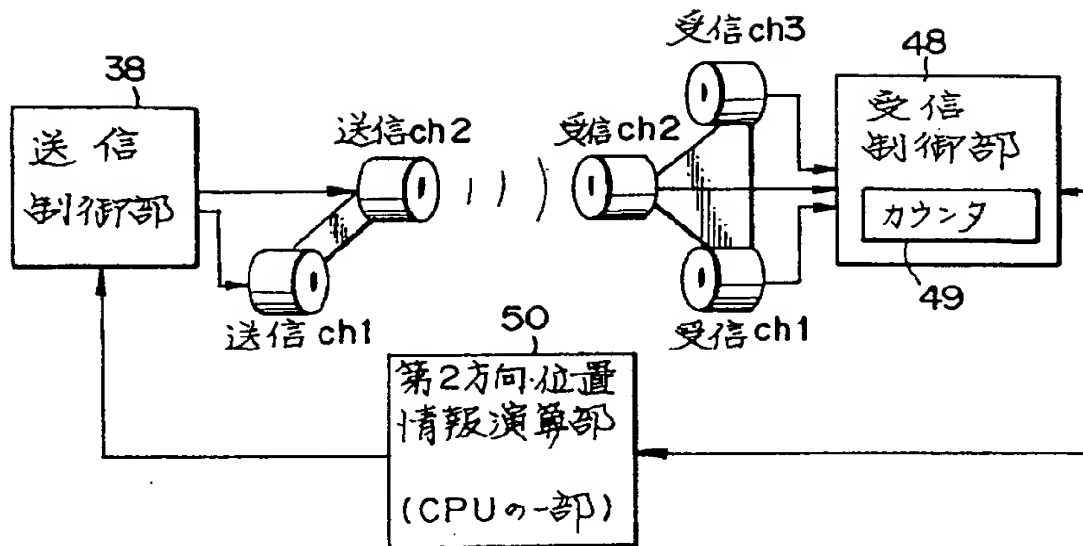 38
送信
制御部
送信ch2
送信ch1
受信ch2
受信ch3
受信ch1
48
受信
制御部
カウンタ
49
50
第2方向・位置
情報演算部
(CPUの一部)